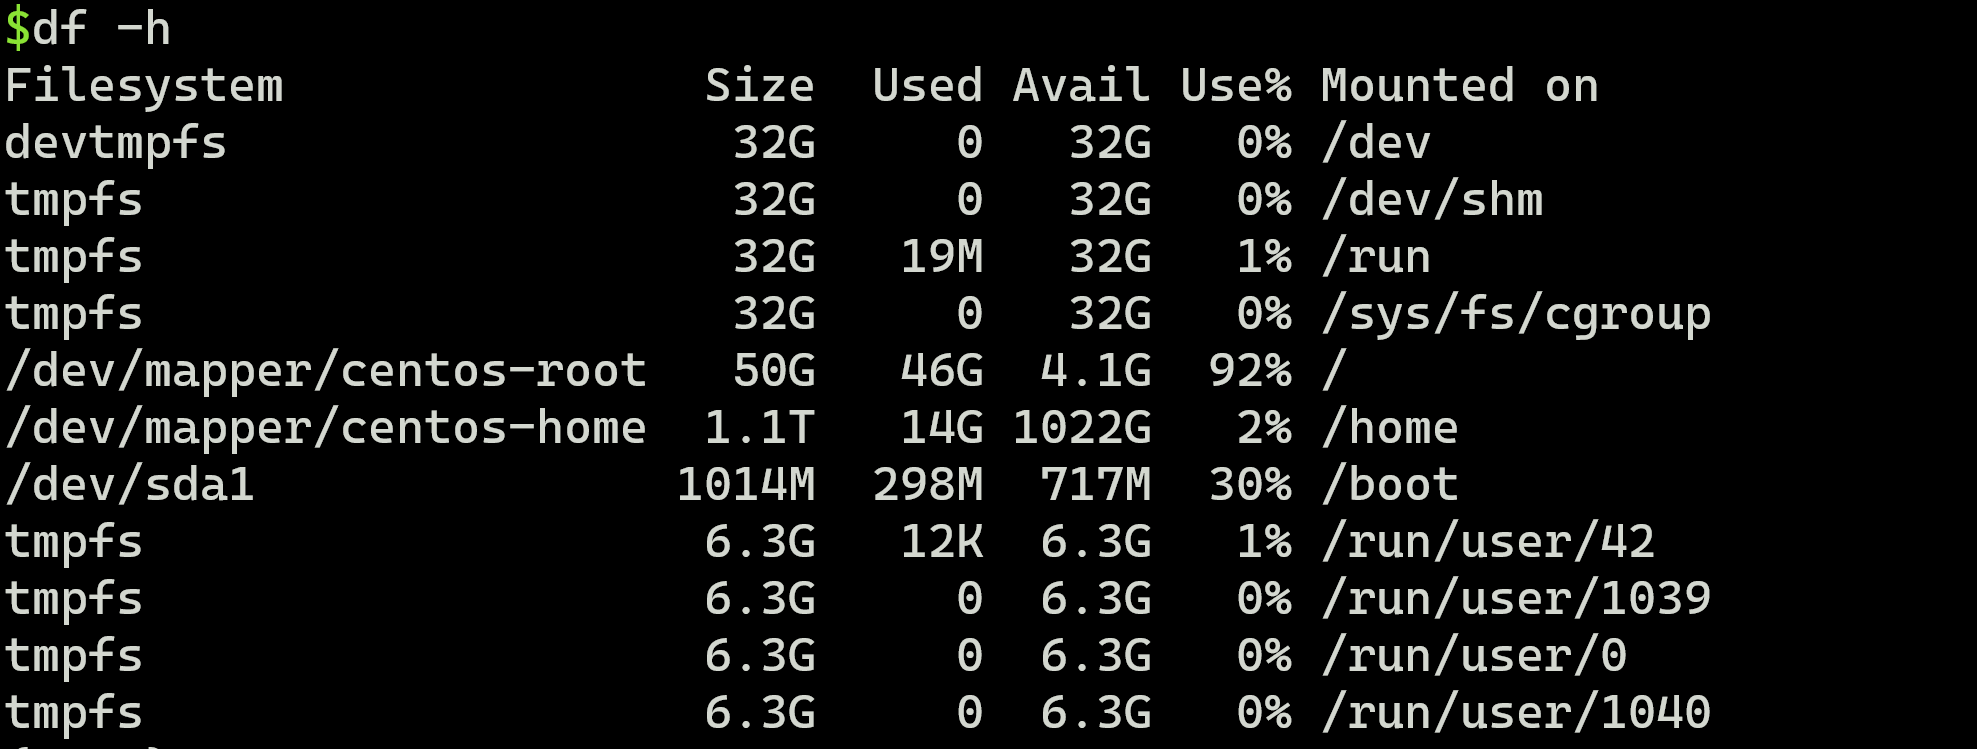 $df -h
Filesystem Size Used Avail Use% Mounted on
devtmpfs 32G 0 32G 0% /dev
tmpfs 32G 0 32G 0% /dev/shm
tmpfs 32G 19M 32G 1% /run
tmpfs 32G 0 32G 0% /sys/fs/cgroup
/dev/mapper/centos-root 50G 46G 4.1G 92% /
/dev/mapper/centos-home 1.1T 14G 1022G 2% /home
/dev/sda1 1014M 298M 717M 30% /boot
tmpfs 6.3G 12K 6.3G 1% /run/user/42
tmpfs 6.3G 0 6.3G 0% /run/user/1039
tmpfs 6.3G 0 6.3G 0% /run/user/0
tmpfs 6.3G 0 6.3G 0% /run/user/1040